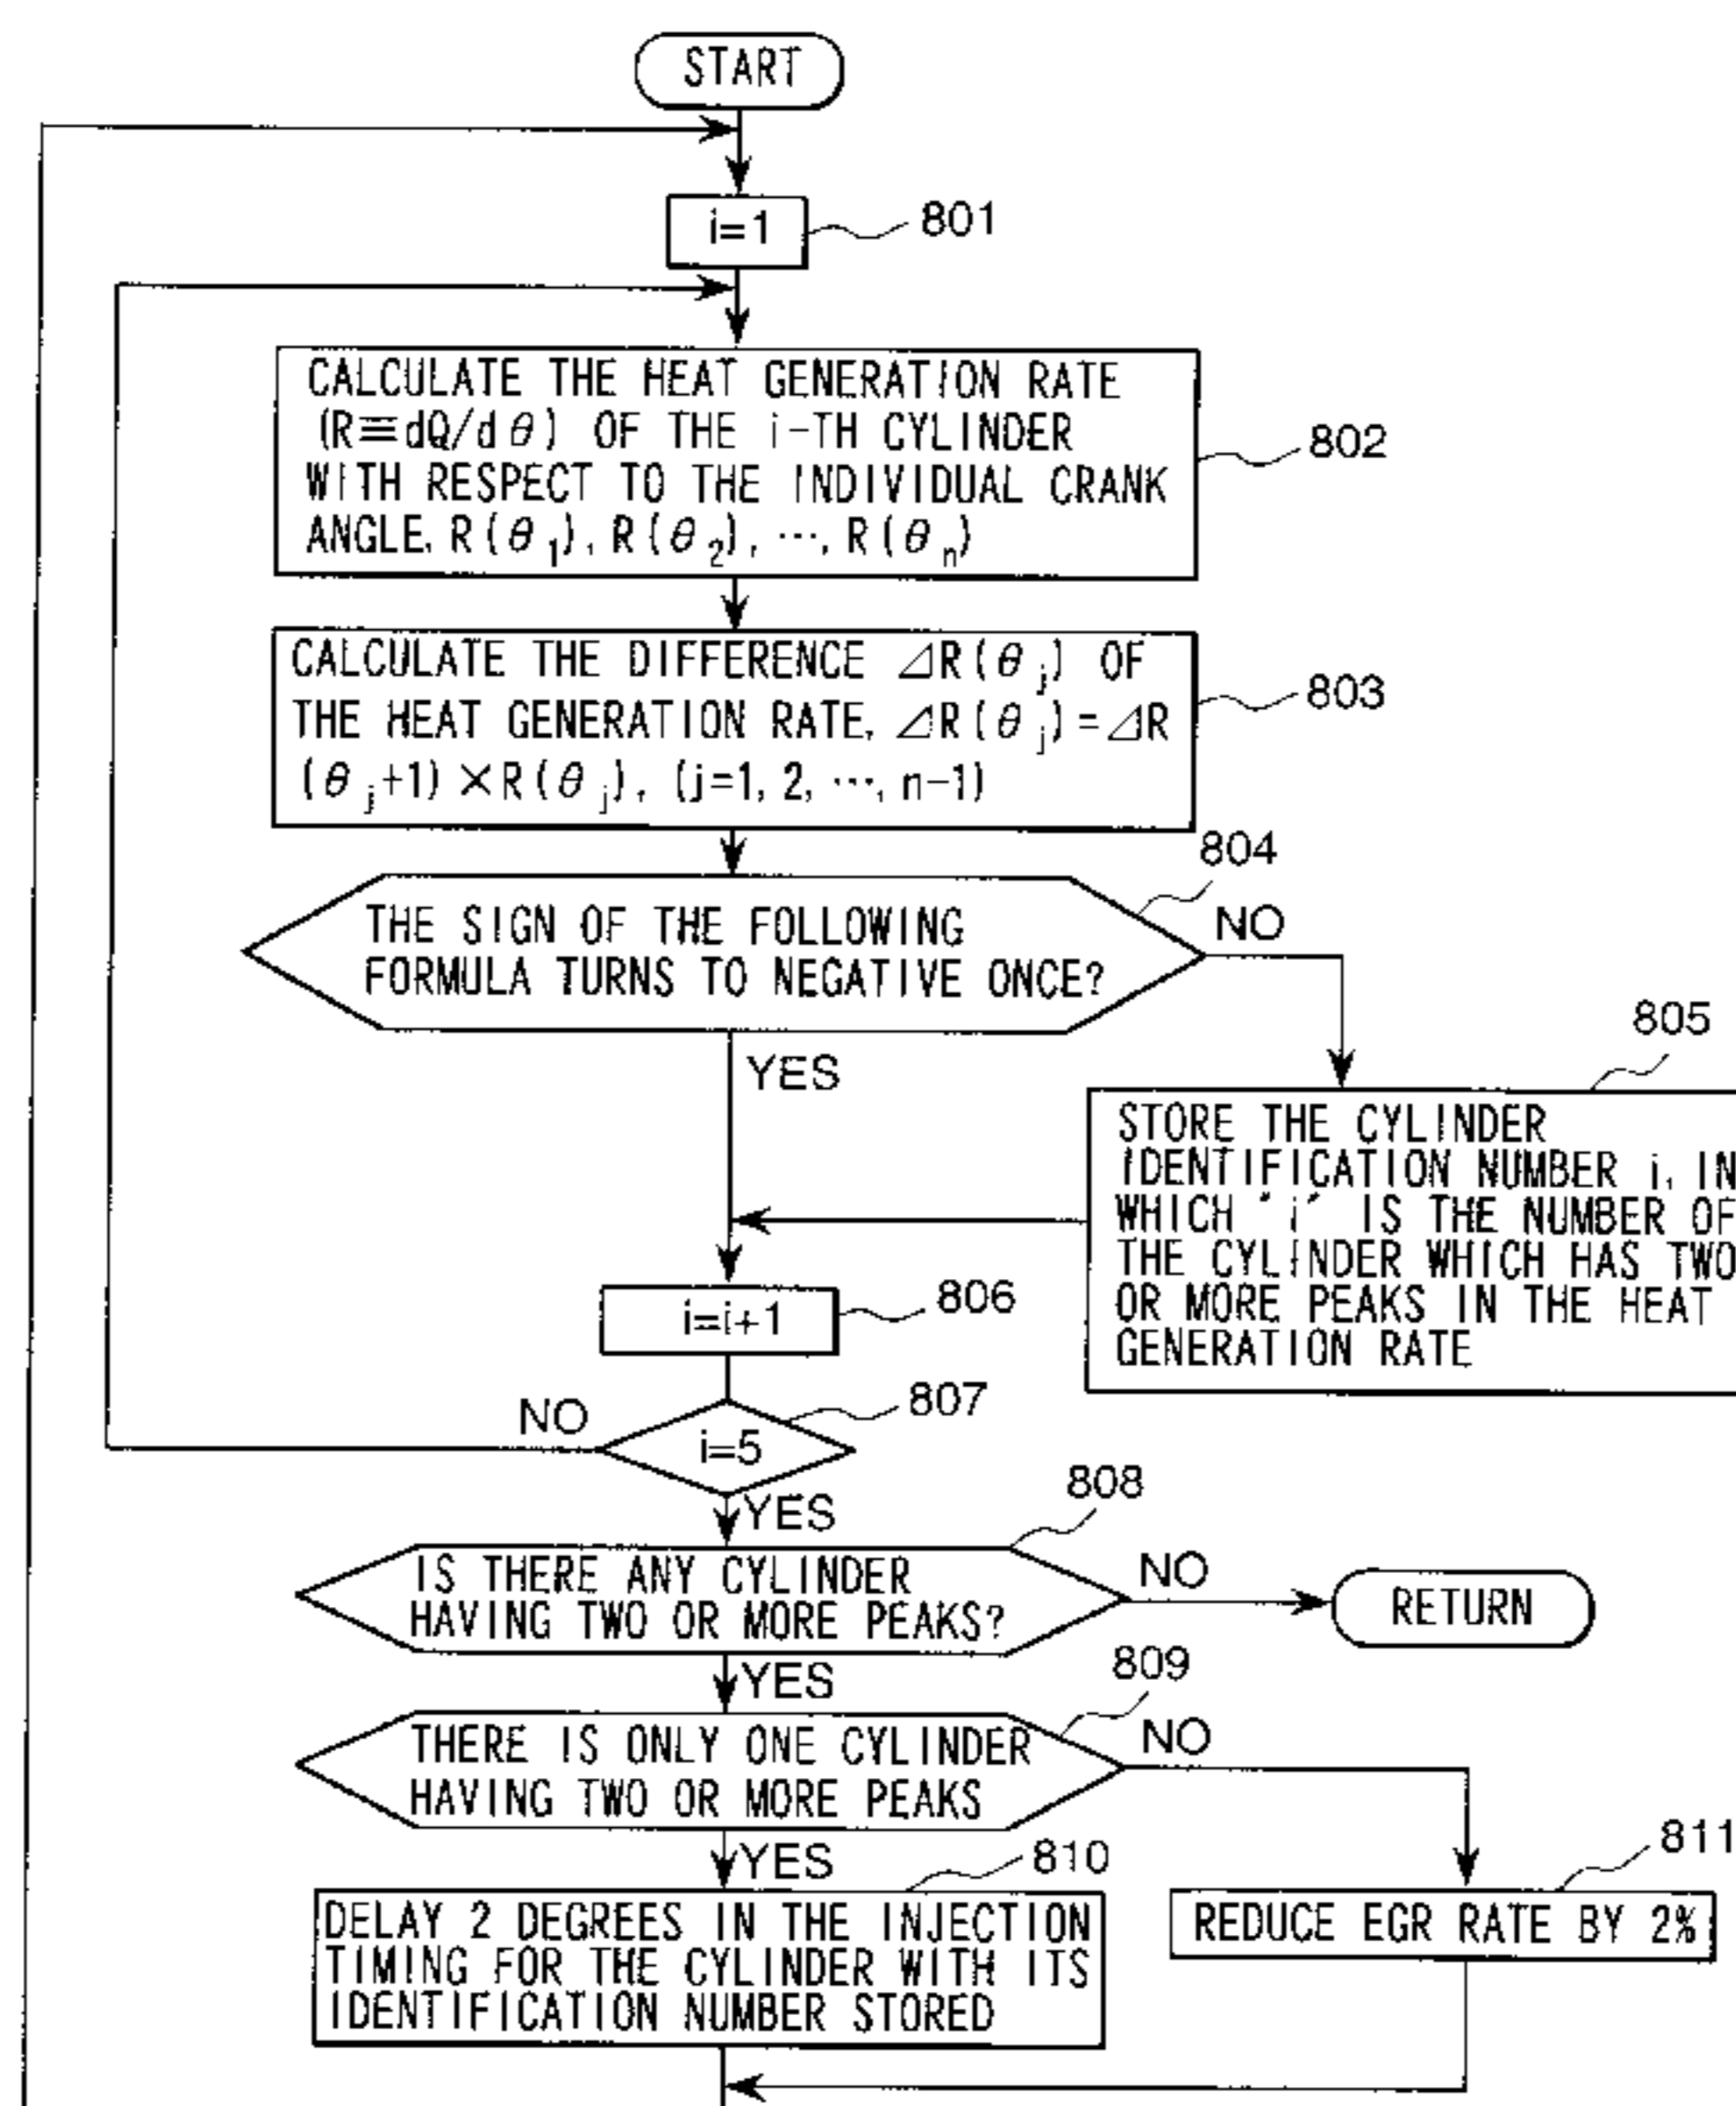 START
i=1
801
CALCULATE THE HEAT GENERATION RATE
(R≡dQ/dθ) OF THE i-TH CYLINDER
WITH RESPECT TO THE INDIVIDUAL CRANK
ANGLE, R(θ1), R(θ2), ···, R(θn)
802
CALCULATE THE DIFFERENCE ⊿R(θj) OF
THE HEAT GENERATION RATE, ⊿R(θj)=⊿R
(θj+1)×R(θj), (j=1, 2, ···, n-1)
803
THE SIGN OF THE FOLLOWING
FORMULA TURNS TO NEGATIVE ONCE?
804
NO
YES
805
STORE THE CYLINDER
IDENTIFICATION NUMBER i, IN
WHICH "i" IS THE NUMBER OF
THE CYLINDER WHICH HAS TWO
OR MORE PEAKS IN THE HEAT
GENERATION RATE
i=i+1
806
NO
i=5
807
YES
808
IS THERE ANY CYLINDER
HAVING TWO OR MORE PEAKS?
NO
RETURN
YES
809
THERE IS ONLY ONE CYLINDER
HAVING TWO OR MORE PEAKS
NO
YES
810
DELAY 2 DEGREES IN THE INJECTION
TIMING FOR THE CYLINDER WITH ITS
IDENTIFICATION NUMBER STORED
811
REDUCE EGR RATE BY 2%